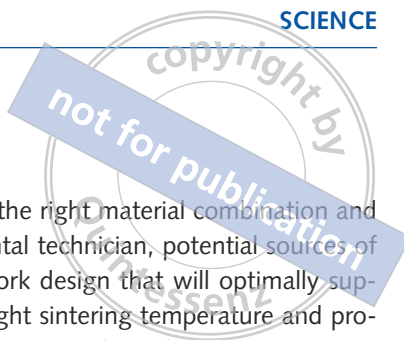 SCIENCE
copyright by
not for publication
Quintessenz
the right material combination and
ntal technician, potential sources of
ork design that will optimally sup-
ght sintering temperature and pro-